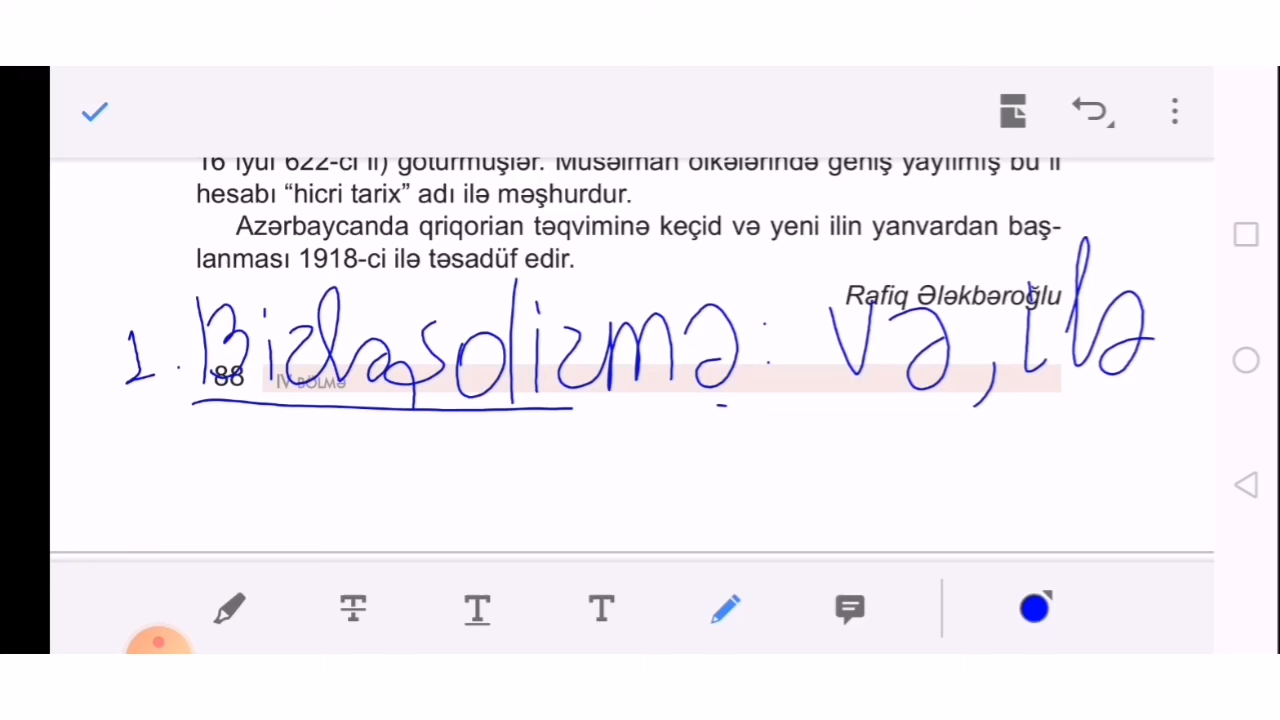 16 iyul 622-ci il) götürmüşlər. Müsəlman ölkələrində geniş yayılmış bu il
hesabı “hicri tarix” adı ilə məşhurdur.
Azərbaycanda qriqorian təqviminə keçid və yeni ilin yanvardan baş-
lanması 1918-ci ilə təsadüf edir.
Rafiq Ələkbəroğlu
1. və, ilə
88 IV BÖLMƏ